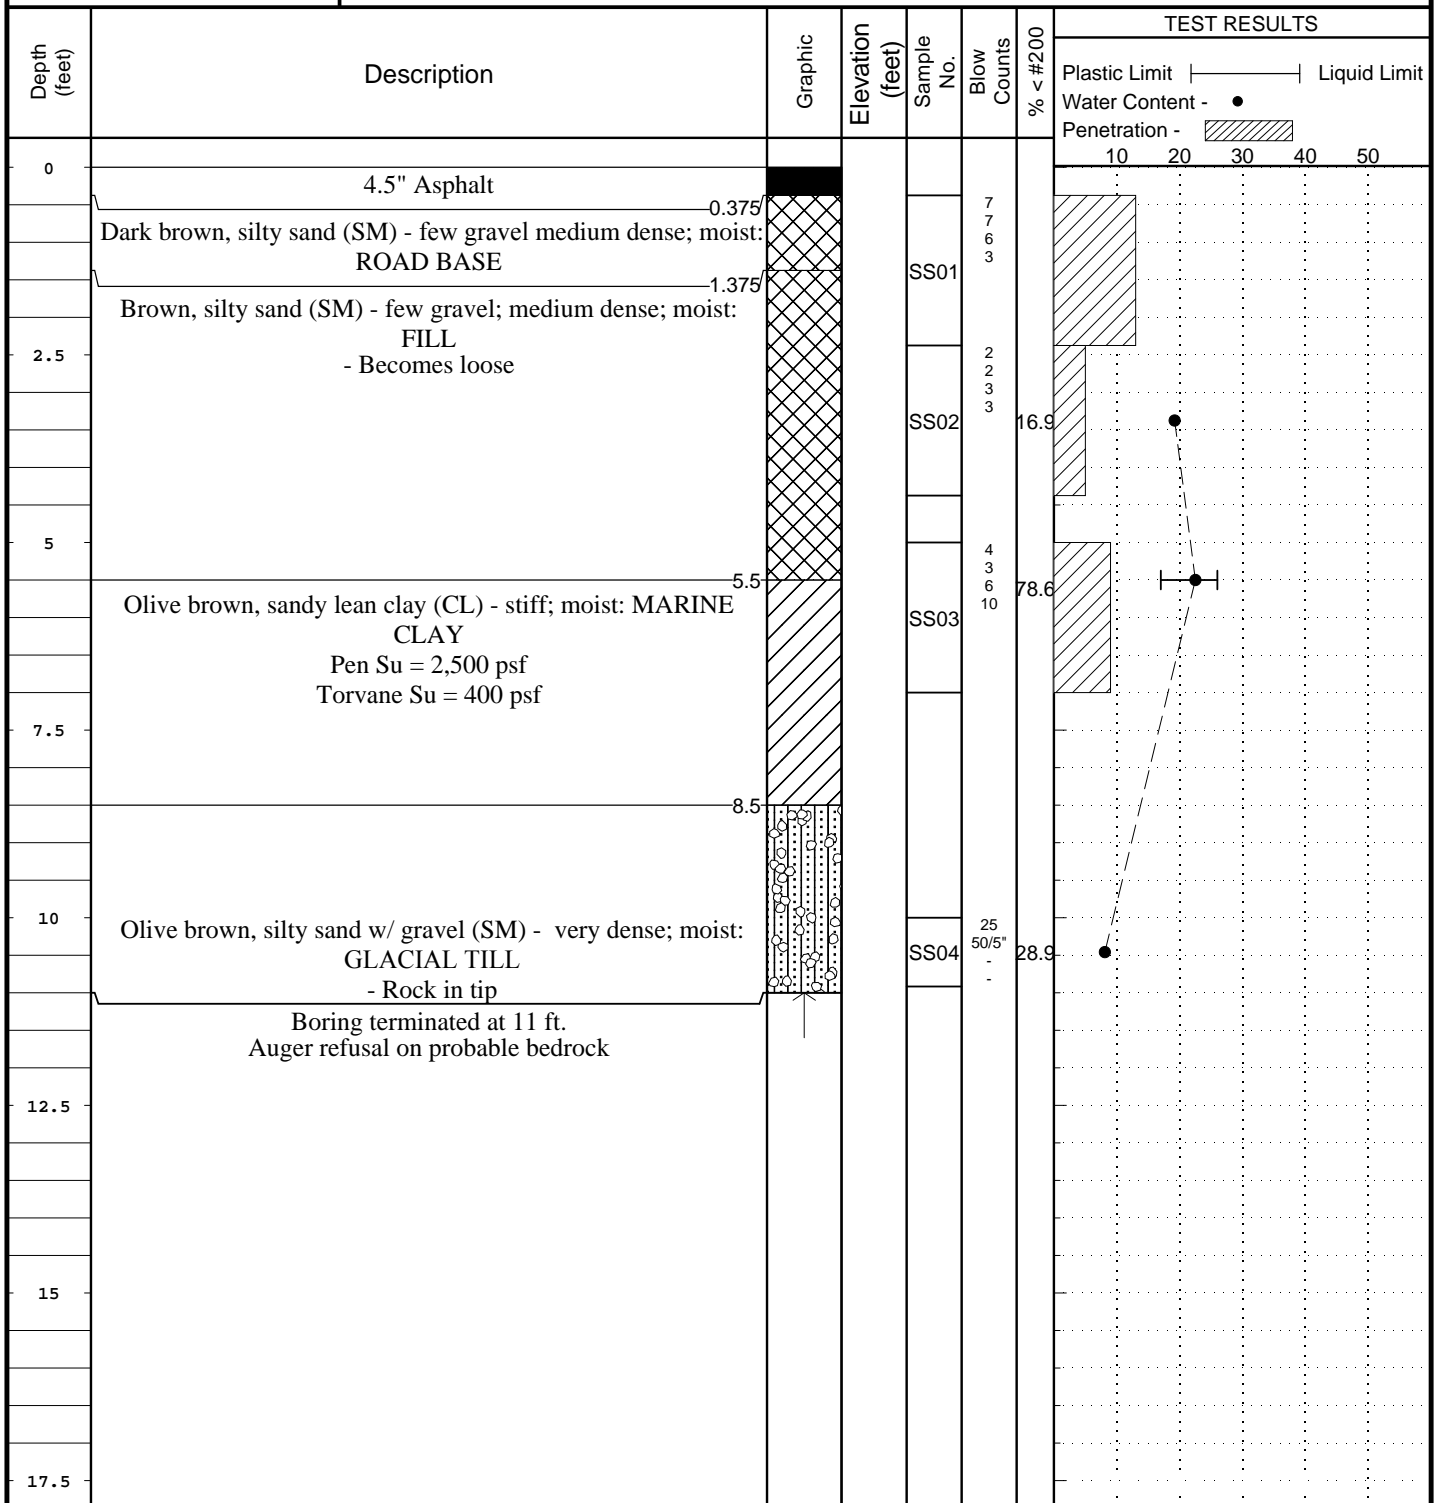 Depth (feet)
Description
Graphic
Elevation (feet)
Sample No.
Blow Counts
% < #200
TEST RESULTS
Plastic Limit Liquid Limit
Water Content -
Penetration -
10 20 30 40 50
0
4.5" Asphalt
0.375
7
7
6
3
Dark brown, silty sand (SM) - few gravel medium dense; moist:
ROAD BASE
SS01
1.375
Brown, silty sand (SM) - few gravel; medium dense; moist:
FILL
2.5
- Becomes loose
2
2
3
3
SS02
16.9
5
4
3
6
10
5.5
78.6
Olive brown, sandy lean clay (CL) - stiff; moist: MARINE
CLAY
SS03
Pen Su = 2,500 psf
Torvane Su = 400 psf
7.5
8.5
10
Olive brown, silty sand w/ gravel (SM) - very dense; moist:
GLACIAL TILL
- Rock in tip
25
50/5"
-
-
SS04
28.9
Boring terminated at 11 ft.
Auger refusal on probable bedrock
12.5
15
17.5